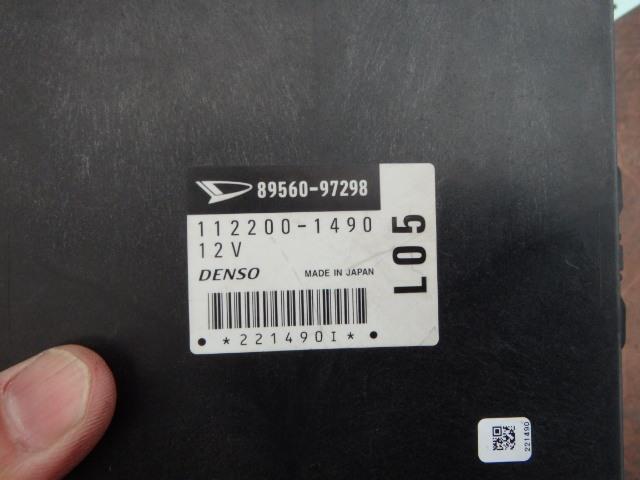 89560-97298
112200-1490
12V
DENSO MADE IN JAPAN
L05
*221490I*
221490